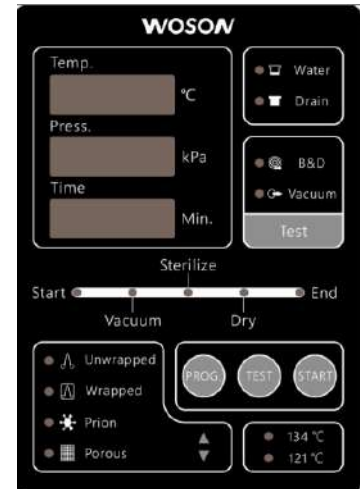 WOSON
Temp.
°C
Press.
kPa
Time
Min.
Water
Drain
B&D
Vacuum
Test
Sterilize
Start
End
Vacuum
Dry
Unwrapped
Wrapped
Prion
Porous
PROG.
TEST
START
134 °C
121 °C